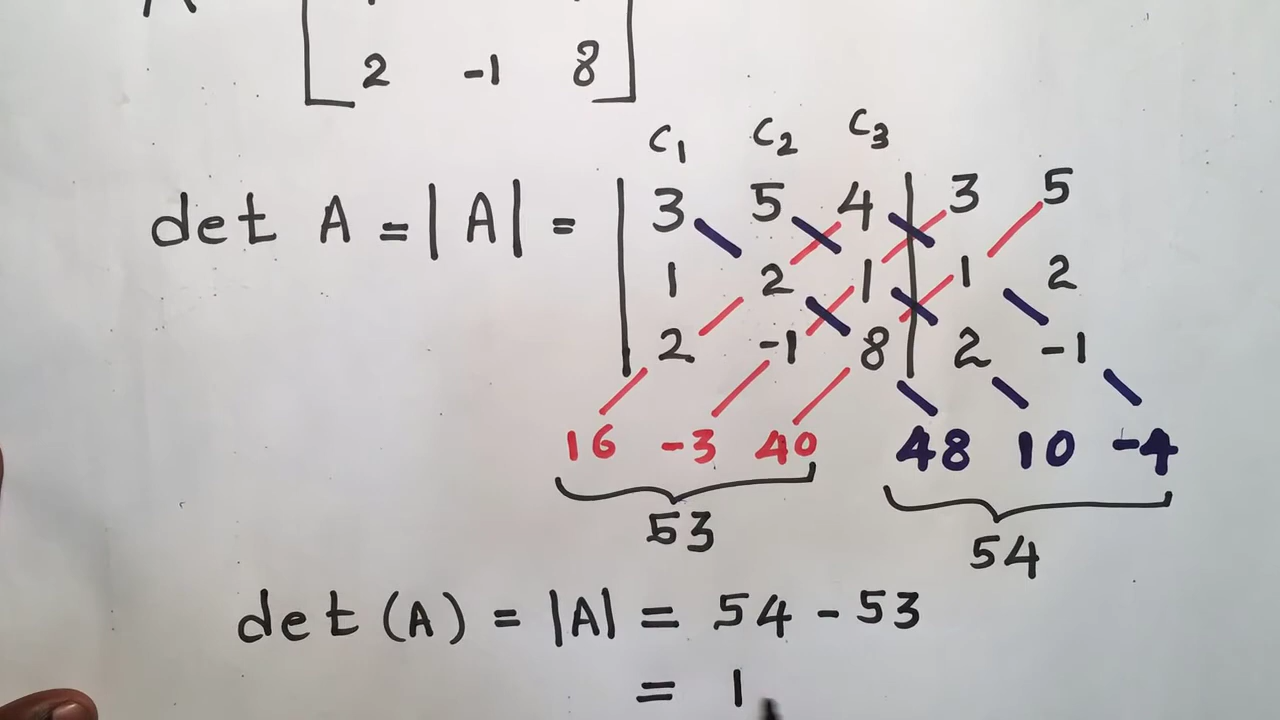 A
2 -1 8
C1 C2 C3
3 5 4 3 5
det A = |A| =
1 2 1 1 2
2 -1 8 2 -1
16 -3 40 48 10 -4
53 54
det (A) = |A| = 54 - 53
= 1